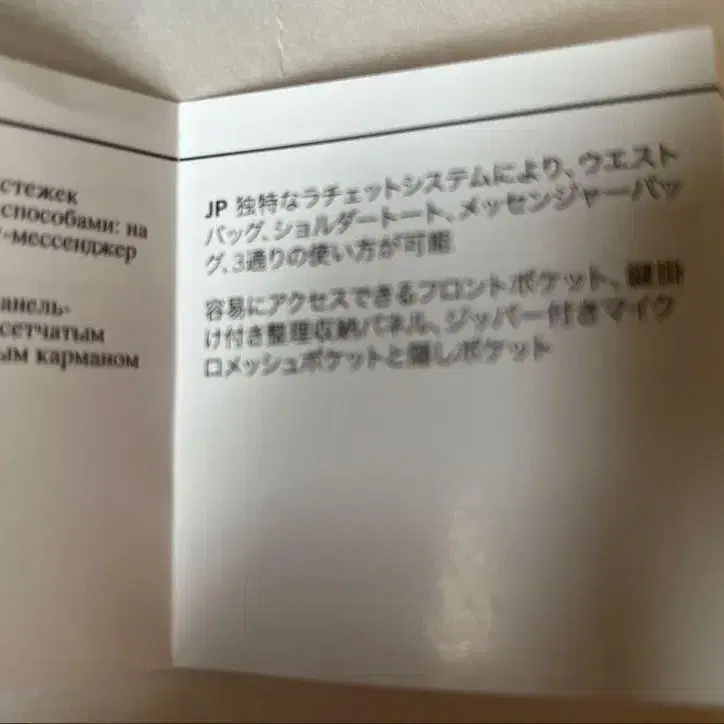 стежек
способами: на
-мессенджер
анель-
сетчатым
ым карманом
JP 独特なラチェットシステムにより、ウエスト
バッグ、ショルダートート、メッセンジャーバッ
グ、3通りの使い方が可能
容易にアクセスできるフロントポケット、鍵掛
け付き整理収納パネル、ジッパー付きマイク
ロメッシュポケットと隠しポケット